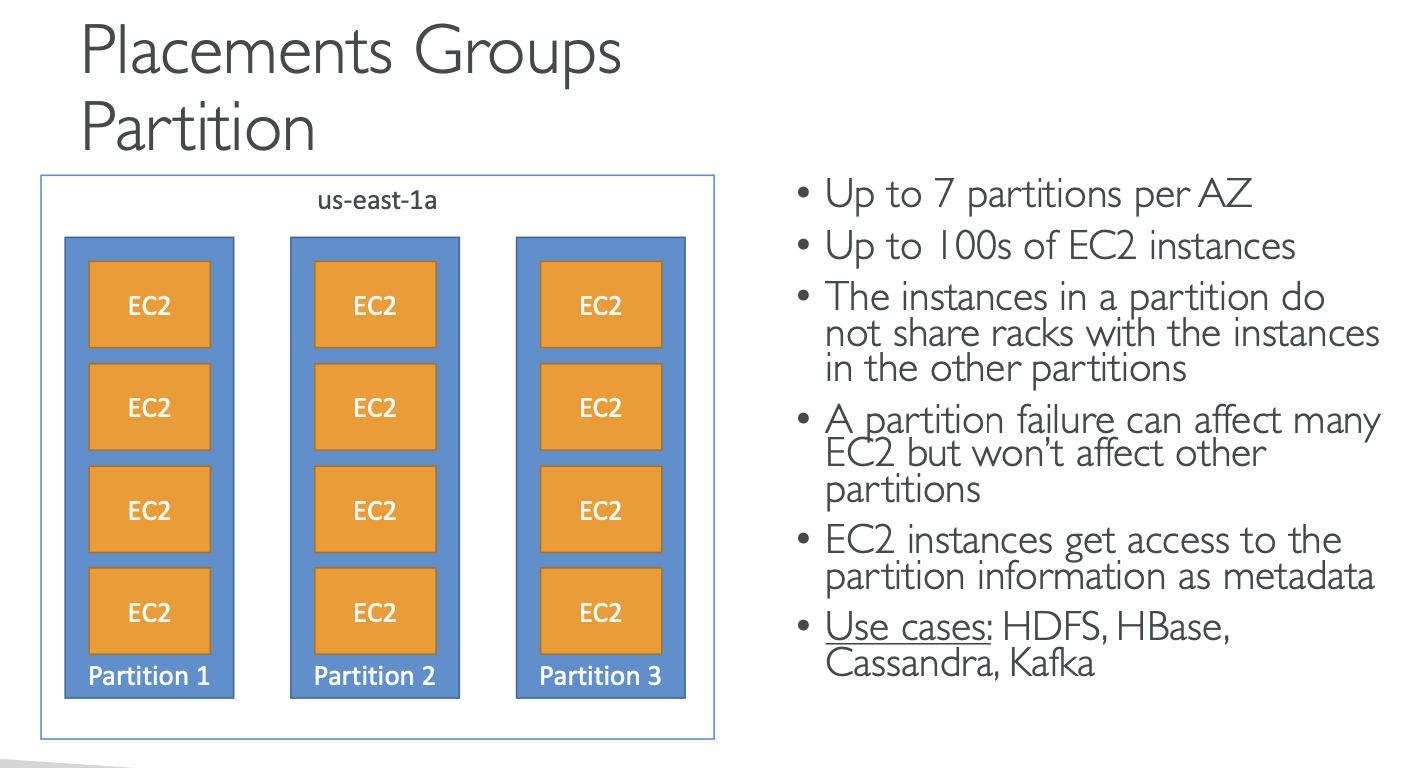 Placements Groups
Partition
us-east-1a
EC2
EC2
EC2
EC2
Partition 1
EC2
EC2
EC2
EC2
Partition 2
EC2
EC2
EC2
EC2
Partition 3
• Up to 7 partitions per AZ
• Up to 100s of EC2 instances
• The instances in a partition do
not share racks with the instances
in the other partitions
• A partition failure can affect many
EC2 but won't affect other
partitions
• EC2 instances get access to the
partition information as metadata
• Use cases: HDFS, HBase,
Cassandra, Kafka